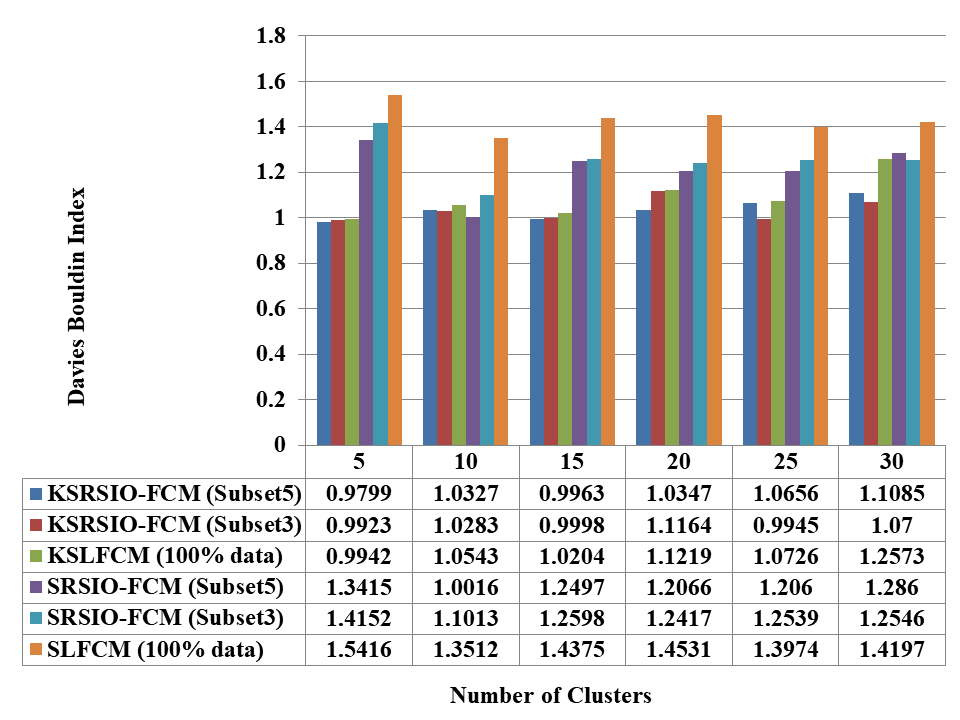 1.8
1.6
1.4
1.2
1
0.8
0.6
0.4
0.2
0
Davies Bouldin Index
5 10 15 20 25 30
KSRSIO-FCM (Subset5) 0.9799 1.0327 0.9963 1.0347 1.0656 1.1085
KSRSIO-FCM (Subset3) 0.9923 1.0283 0.9998 1.1164 0.9945 1.07
KSLFCM (100% data) 0.9942 1.0543 1.0204 1.1219 1.0726 1.2573
SRSIO-FCM (Subset5) 1.3415 1.0016 1.2497 1.2066 1.206 1.286
SRSIO-FCM (Subset3) 1.4152 1.1013 1.2598 1.2417 1.2539 1.2546
SLFCM (100% data) 1.5416 1.3512 1.4375 1.4531 1.3974 1.4197
Number of Clusters